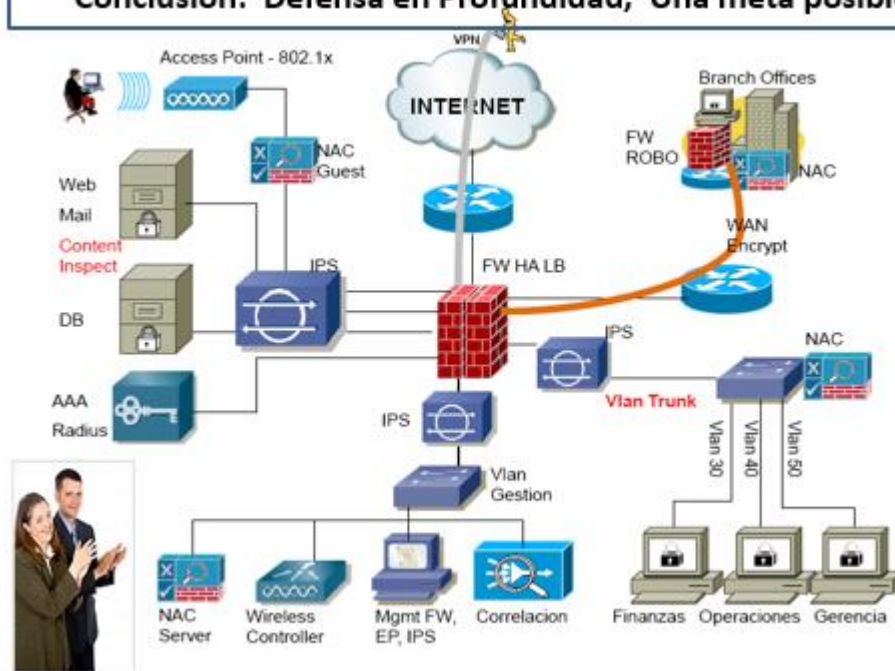 Conclusión: Defensa en Profundidad, Una meta posibl
Access Point - 802.1x
VPN
INTERNET
Branch Offices
FW
ROBO
NAC
NAC
Guest
Web
Mail
Content
Inspect
IPS
FW HA LB
WAN
Encrypt
DB
IPS
NAC
Vlan Trunk
AAA
Radius
IPS
Vlan 30
Vlan 40
Vlan 50
Vlan
Gestion
NAC
Server
Wireless
Controller
Mgmt FW,
EP, IPS
Correlacion
Finanzas
Operaciones
Gerencia